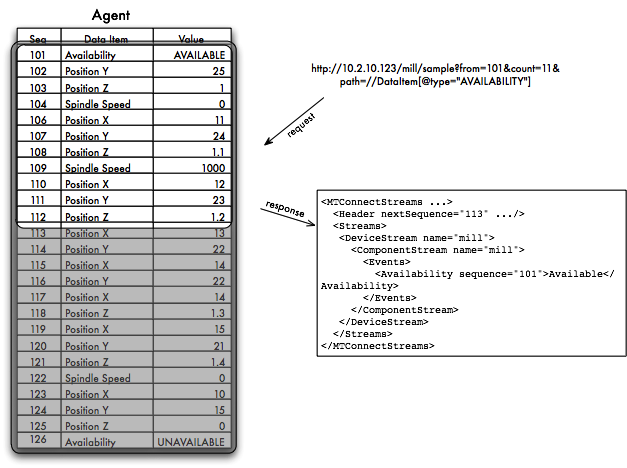 Agent
Seq Data Item Value
101 Availability AVAILABLE
102 Position Y 25
103 Position Z 1
104 Spindle Speed 0
106 Position X 11
107 Position Y 24
108 Position Z 1.1
109 Spindle Speed 1000
110 Position X 12
111 Position Y 23
112 Position Z 1.2
113 Position X 13
114 Position Y 22
115 Position X 14
116 Position Y 22
117 Position X 14
118 Position Z 1.3
119 Position X 15
120 Position Y 21
121 Position Z 1.4
122 Spindle Speed 0
123 Position X 10
124 Position Y 15
125 Position Z 0
126 Availability UNAVAILABLE
http://10.2.10.123/mill/sample?from=101&count=11&
path=//DataItem[@type="AVAILABILITY"]
request
response
<MTConnectStreams ...>
<Header nextSequence="113" .../>
<Streams>
<DeviceStream name="mill">
<ComponentStream name="mill">
<Events>
<Availability sequence="101">Available</
Availability>
</Events>
</ComponentStream>
</DeviceStream>
</Streams>
</MTConnectStreams>